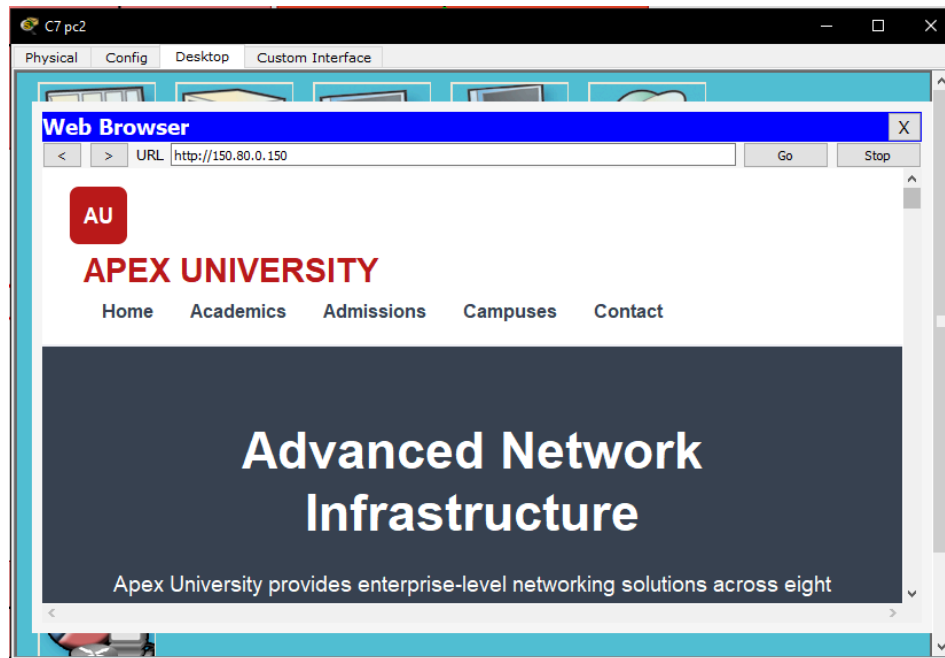 C7 pc2
Physical Config Desktop Custom Interface
Web Browser X
< > URL http://150.80.0.150 Go Stop
AU
APEX UNIVERSITY
Home Academics Admissions Campuses Contact
Advanced Network
Infrastructure
Apex University provides enterprise-level networking solutions across eight